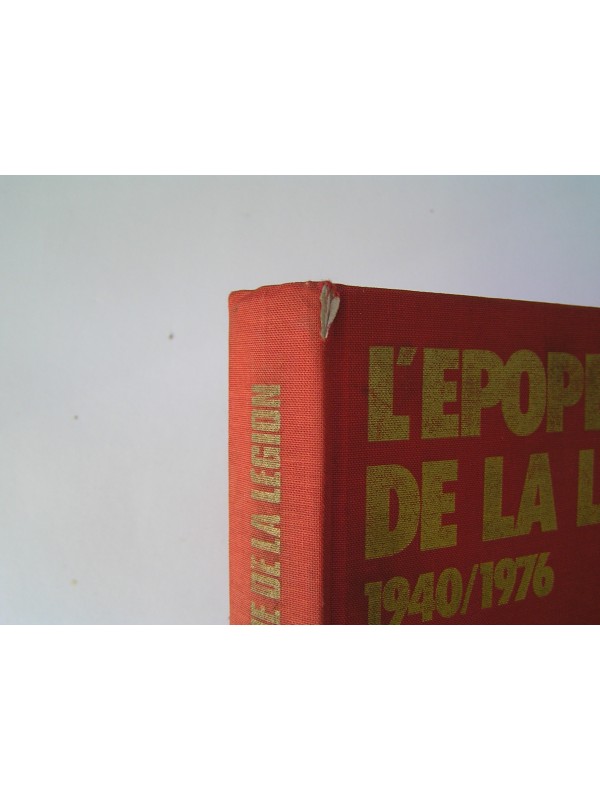 L'EPOPE
DE LA L
1940/1976
E DE LA LEGION